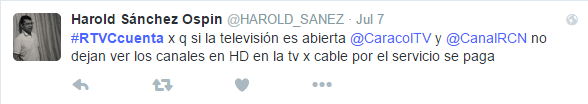 Harold Sánchez Ospin @HAROLD_SANEZ · Jul 7
#RTVCcuenta x q si la televisión es abierta @CaracolTV y @CanalRCN no
dejan ver los canales en HD en la tv x cable por el servicio se paga